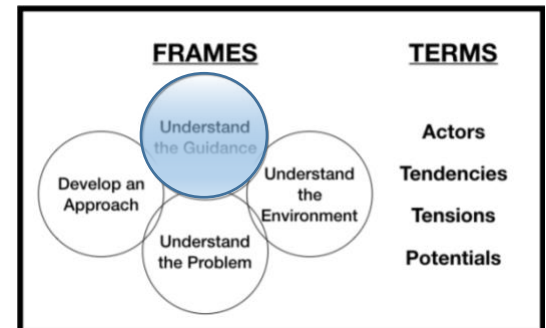 FRAMES
Understand
the Guidance
Develop an
Approach
Understand
the
Environment
Understand
the Problem
TERMS
Actors
Tendencies
Tensions
Potentials